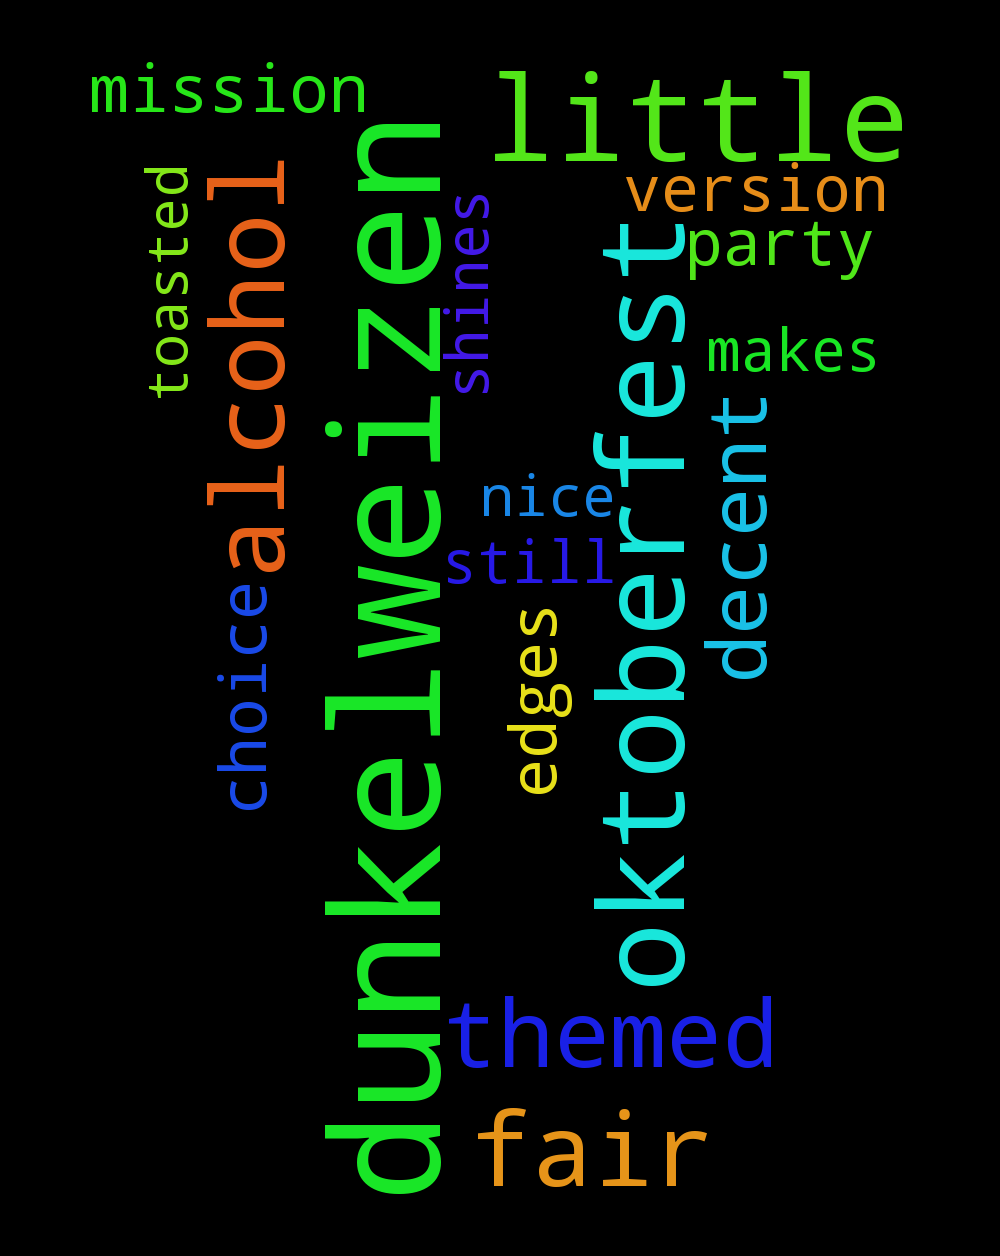 mission
little
toasted
alcohol
dunkelweizen
shines
version
party
oktoberfest
makes
decent
nice
still
choice
edges
themed
fair